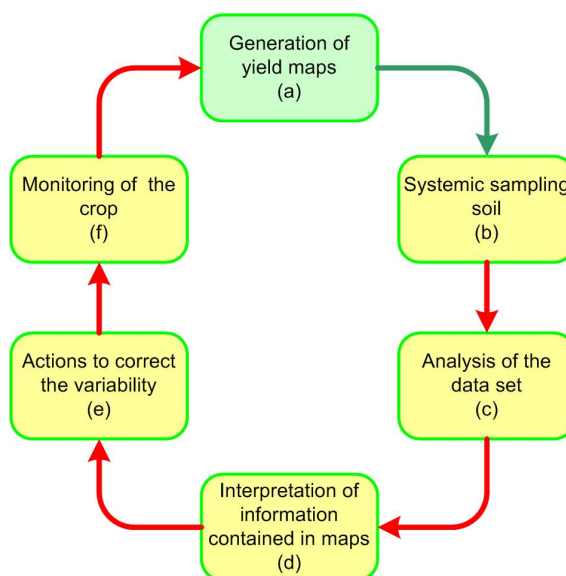 Generation of
yield maps
(a)
Systemic sampling
soil
(b)
Analysis of the
data set
(c)
Interpretation of
information
contained in maps
(d)
Actions to correct
the variability
(e)
Monitoring of the
crop
(f)